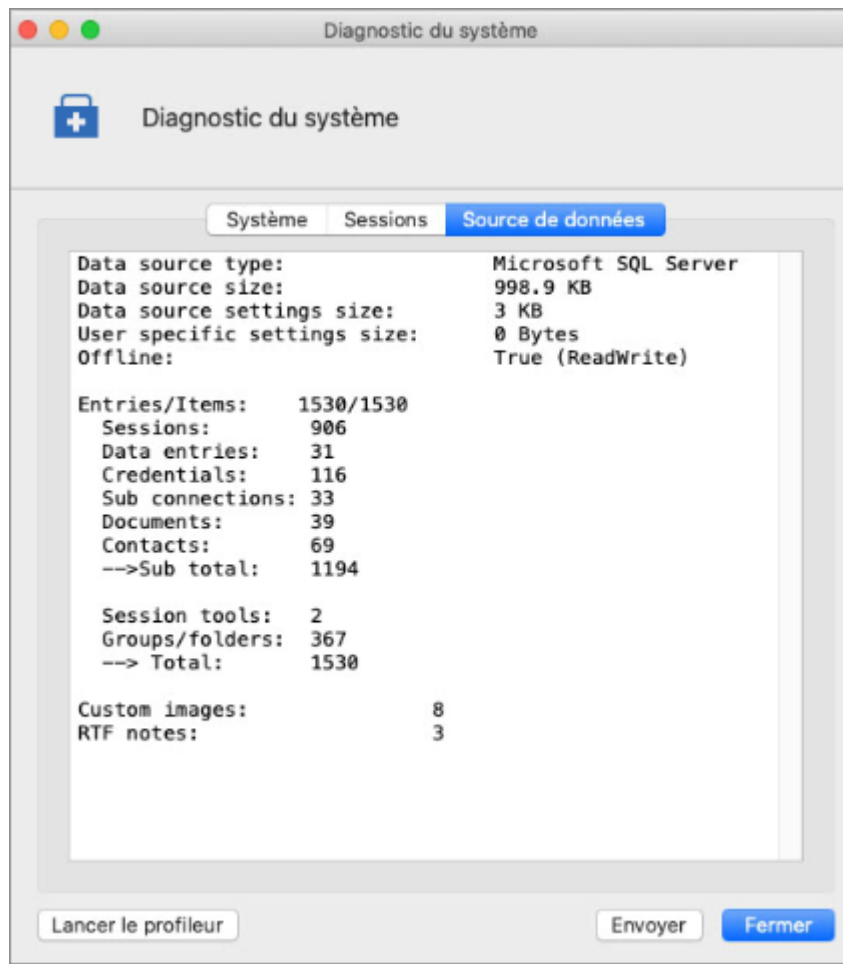 Diagnostic du système
Diagnostic du système
Système Sessions Source de données
Data source type: Microsoft SQL Server
Data source size: 998.9 KB
Data source settings size: 3 KB
User specific settings size: 0 Bytes
Offline: True (ReadWrite)
Entries/Items: 1530/1530
Sessions: 906
Data entries: 31
Credentials: 116
Sub connections: 33
Documents: 39
Contacts: 69
-->Sub total: 1194
Session tools: 2
Groups/folders: 367
--> Total: 1530
Custom images: 8
RTF notes: 3
Lancer le profileur Envoyer Fermer